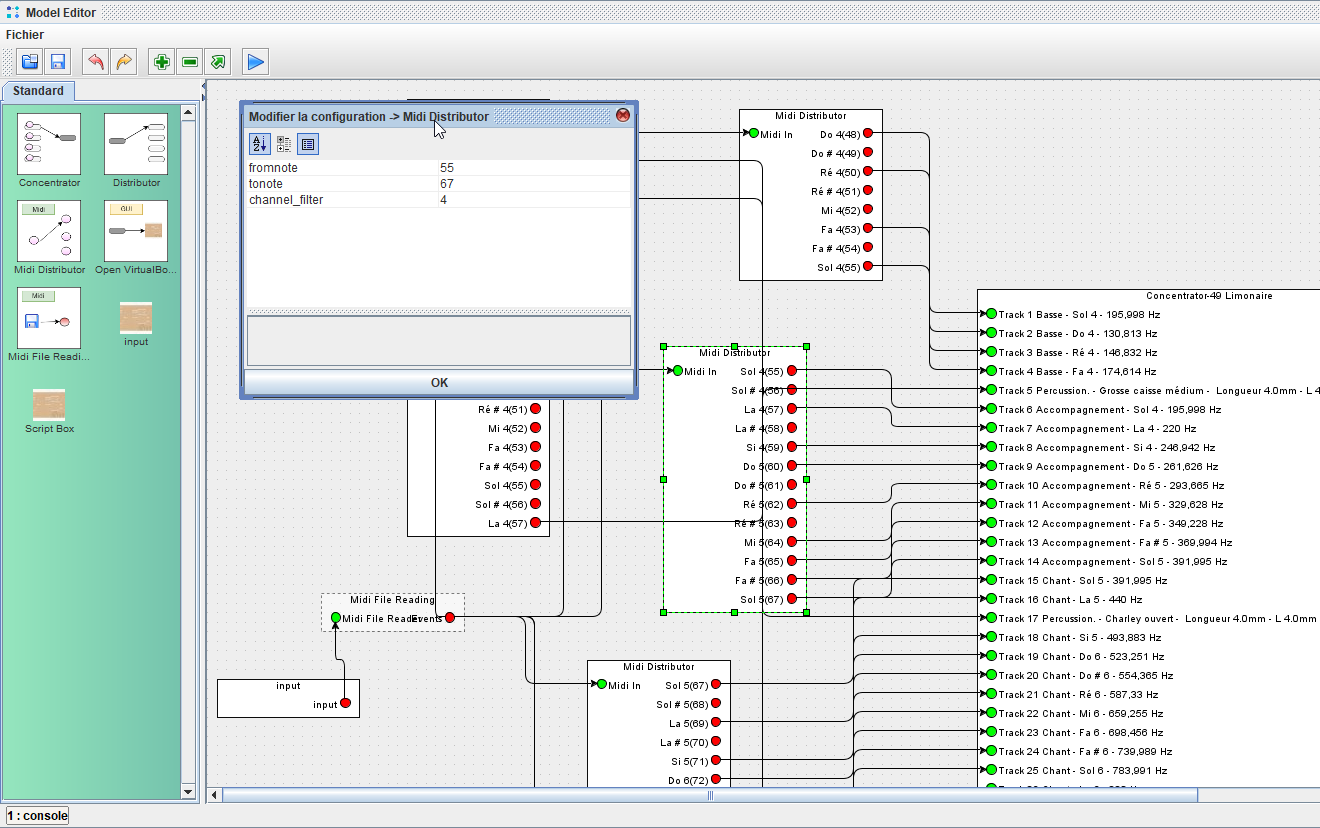 Model Editor
Fichier
Standard
Concentrator
Distributor
Midi
GUI
Midi Distributor
Open VirtualBo...
Midi
Midi File Readi...
input
Script Box
Modifier la configuration -> Midi Distributor
fromnote 55
tonote 67
channel_filter 4
OK
Ré # 4(51)
Mi 4(52)
Fa 4(53)
Fa # 4(54)
Sol 4(55)
Sol # 4(56)
La 4(57)
Midi File Reading
Events
input
input
Midi Distributor
Midi In
Do 4(48)
Do # 4(49)
Ré 4(50)
Ré # 4(51)
Mi 4(52)
Fa 4(53)
Fa # 4(54)
Sol 4(55)
Midi Distributor
Midi In
Sol 4(55)
Sol # 4(56)
La 4(57)
La # 4(58)
Si 4(59)
Do 5(60)
Do # 5(61)
Ré 5(62)
Ré # 5(63)
Mi 5(64)
Fa 5(65)
Fa # 5(66)
Sol 5(67)
Midi Distributor
Midi In
Sol 5(67)
Sol # 5(68)
La 5(69)
La # 5(70)
Si 5(71)
Do 6(72)
Concentrator-49 Limonaire
Track 1 Basse - Sol 4 - 195,998 Hz
Track 2 Basse - Do 4 - 130,813 Hz
Track 3 Basse - Ré 4 - 146,832 Hz
Track 4 Basse - Fa 4 - 174,614 Hz
Track 5 Percussion. - Grosse caisse médium - Longueur 4.0mm - L 4
Track 6 Accompagnement - Sol 4 - 195,998 Hz
Track 7 Accompagnement - La 4 - 220 Hz
Track 8 Accompagnement - Si 4 - 246,942 Hz
Track 9 Accompagnement - Do 5 - 261,626 Hz
Track 10 Accompagnement - Ré 5 - 293,665 Hz
Track 11 Accompagnement - Mi 5 - 329,628 Hz
Track 12 Accompagnement - Fa 5 - 349,228 Hz
Track 13 Accompagnement - Fa # 5 - 369,994 Hz
Track 14 Accompagnement - Sol 5 - 391,995 Hz
Track 15 Chant - Sol 5 - 391,995 Hz
Track 16 Chant - La 5 - 440 Hz
Track 17 Percussion. - Charley ouvert - Longueur 4.0mm - L 4.0mm
Track 18 Chant - Si 5 - 493,883 Hz
Track 19 Chant - Do 6 - 523,251 Hz
Track 20 Chant - Do # 6 - 554,365 Hz
Track 21 Chant - Ré 6 - 587,33 Hz
Track 22 Chant - Mi 6 - 659,255 Hz
Track 23 Chant - Fa 6 - 698,456 Hz
Track 24 Chant - Fa # 6 - 739,989 Hz
Track 25 Chant - Sol 6 - 783,991 Hz
1 : console